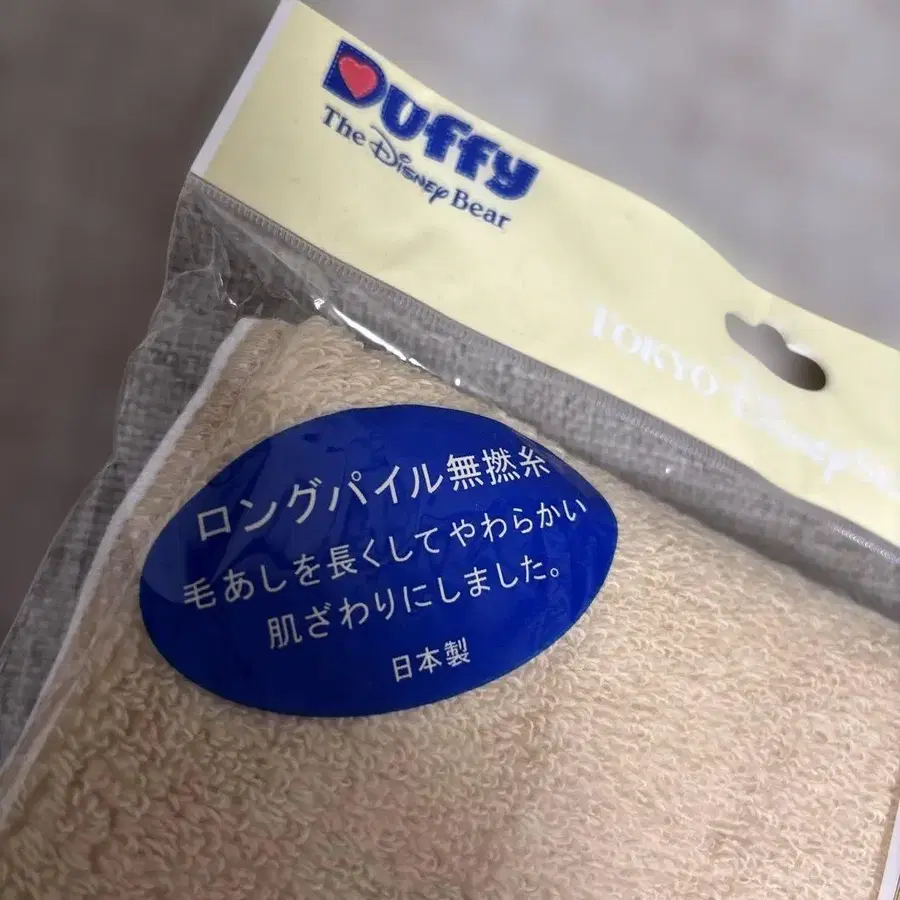 Duffy
The Disney Bear
TOKYO Disney
ロングパイル無撚糸
毛あしを長くしてやわらかい
肌ざわりにしました。
日本製